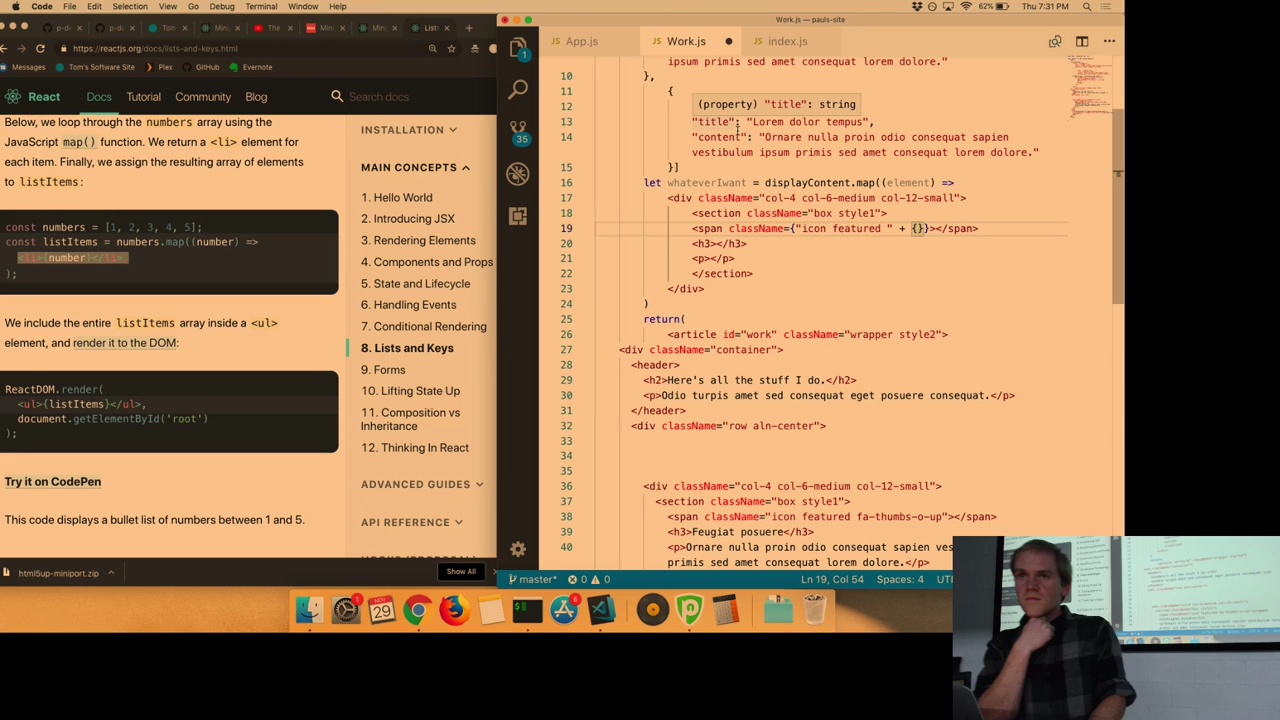 Code File Edit Selection View Go Debug Terminal Window Help
62% Thu 7:31 PM
Work.js — pauls-site
https://reactjs.org/docs/lists-and-keys.html
Messages Tom's Software Site Plex GitHub Evernote
React Docs Tutorial Community Blog Search docs
Below, we loop through the numbers array using the
JavaScript map() function. We return a <li> element for
each item. Finally, we assign the resulting array of elements
to listItems:
const numbers = [1, 2, 3, 4, 5];
const listItems = numbers.map((number) =>
<li>{number}</li>
);
We include the entire listItems array inside a <ul>
element, and render it to the DOM:
ReactDOM.render(
<ul>{listItems}</ul>,
document.getElementById('root')
);
Try it on CodePen
This code displays a bullet list of numbers between 1 and 5.
INSTALLATION
MAIN CONCEPTS
1. Hello World
2. Introducing JSX
3. Rendering Elements
4. Components and Props
5. State and Lifecycle
6. Handling Events
7. Conditional Rendering
8. Lists and Keys
9. Forms
10. Lifting State Up
11. Composition vs
Inheritance
12. Thinking In React
ADVANCED GUIDES
API REFERENCE
html5up-miniport.zip
Show All
App.js Work.js index.js
1
35
ipsum primis sed amet consequat lorem dolore."
10 },
11 {
12 (property) "title": string
13 "title": "Lorem dolor tempus",
14 "content": "Ornare nulla proin odio consequat sapien
vestibulum ipsum primis sed amet consequat lorem dolore."
15 }]
16 let whateverIwant = displayContent.map((element) =>
17 <div className="col-4 col-6-medium col-12-small">
18 <section className="box style1">
19 <span className={"icon featured " + {}}></span>
20 <h3></h3>
21 <p></p>
22 </section>
23 </div>
24 )
25 return(
26 <article id="work" className="wrapper style2">
27 <div className="container">
28 <header>
29 <h2>Here's all the stuff I do.</h2>
30 <p>Odio turpis amet sed consequat eget posuere consequat.</p>
31 </header>
32 <div className="row aln-center">
33
34
35
36 <div className="col-4 col-6-medium col-12-small">
37 <section className="box style1">
38 <span className="icon featured fa-thumbs-o-up"></span>
39 <h3>Feugiat posuere</h3>
40 <p>Ornare nulla proin odio consequat sapien ves
primis sed amet consequat lorem dolore.</p>
master* 0 0 Ln 19, Col 54 Spaces: 4